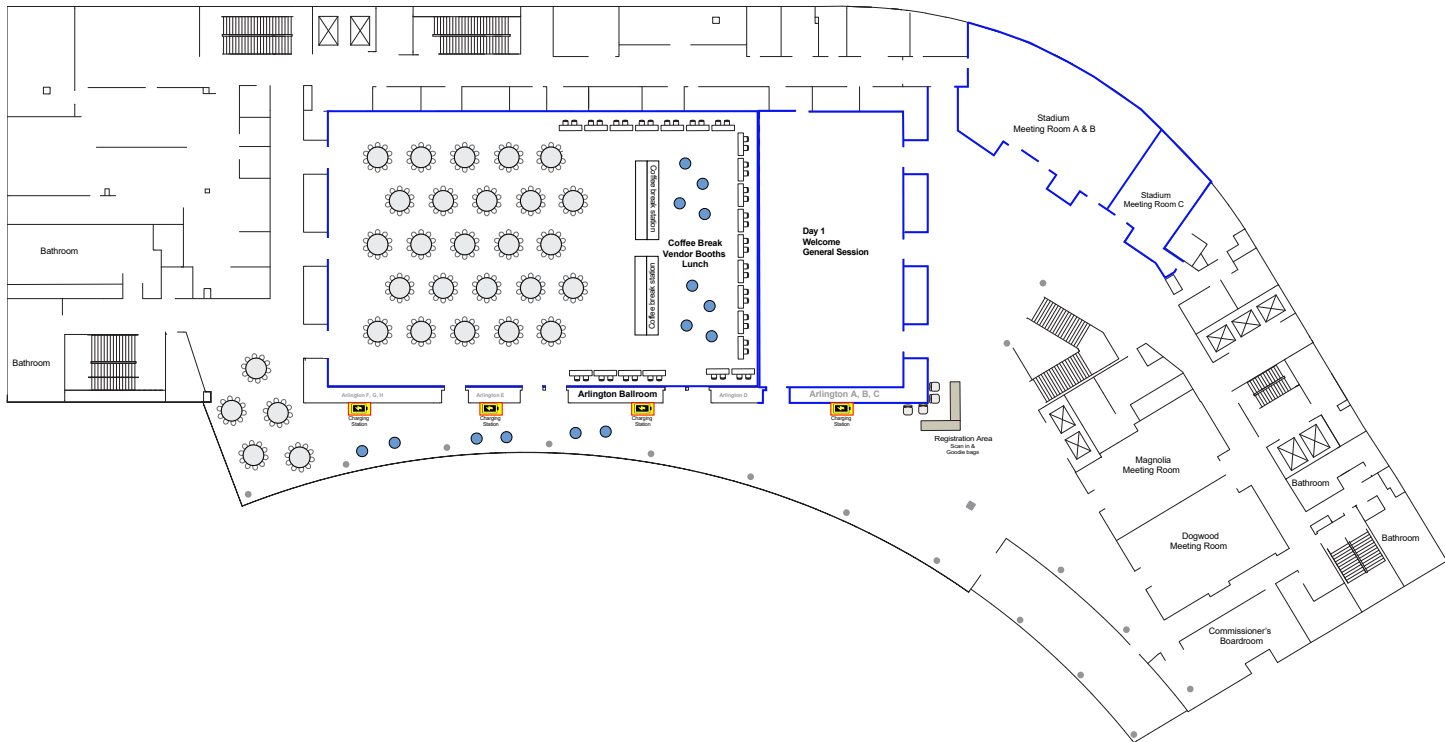 Stadium
Meeting Room A & B
Stadium
Meeting Room C
Coffee break station
Day 1
Welcome
General Session
Coffee Break
Vendor Booths
Lunch
Coffee break station
Bathroom
Bathroom
Arlington F, G, H
Arlington E
Arlington Ballroom
Arlington D
Arlington A, B, C
Charging
Station
Charging
Station
Charging
Station
Charging
Station
Registration Area
Scan in &
Goodie bags
Magnolia
Meeting Room
Bathroom
Dogwood
Meeting Room
Bathroom
Commissioner's
Boardroom